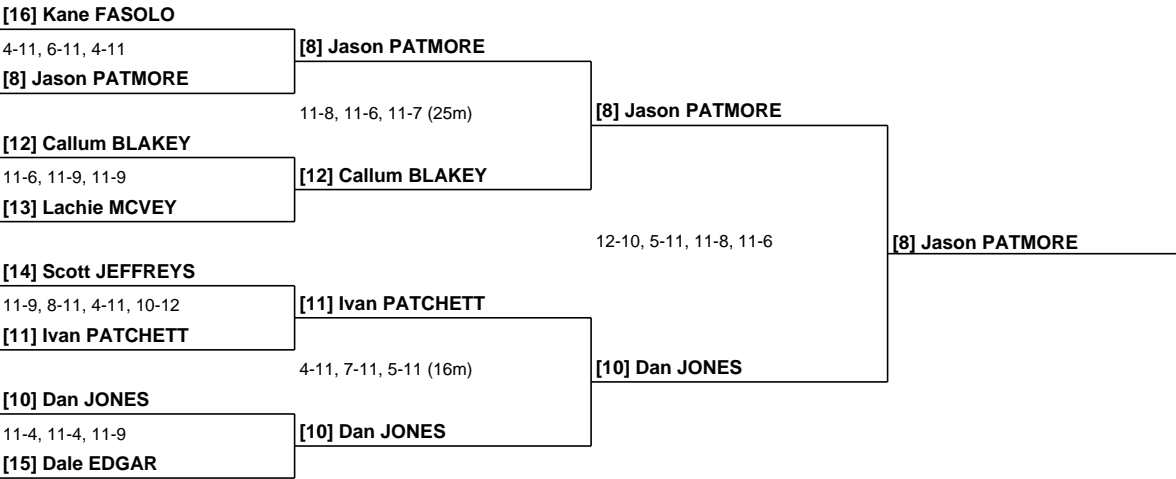 [16] Kane FASOLO
4-11, 6-11, 4-11
[8] Jason PATMORE
[8] Jason PATMORE
11-8, 11-6, 11-7 (25m)
[8] Jason PATMORE
[12] Callum BLAKEY
11-6, 11-9, 11-9
[12] Callum BLAKEY
[13] Lachie MCVEY
12-10, 5-11, 11-8, 11-6
[8] Jason PATMORE
[14] Scott JEFFREYS
11-9, 8-11, 4-11, 10-12
[11] Ivan PATCHETT
[11] Ivan PATCHETT
4-11, 7-11, 5-11 (16m)
[10] Dan JONES
[10] Dan JONES
11-4, 11-4, 11-9
[10] Dan JONES
[15] Dale EDGAR